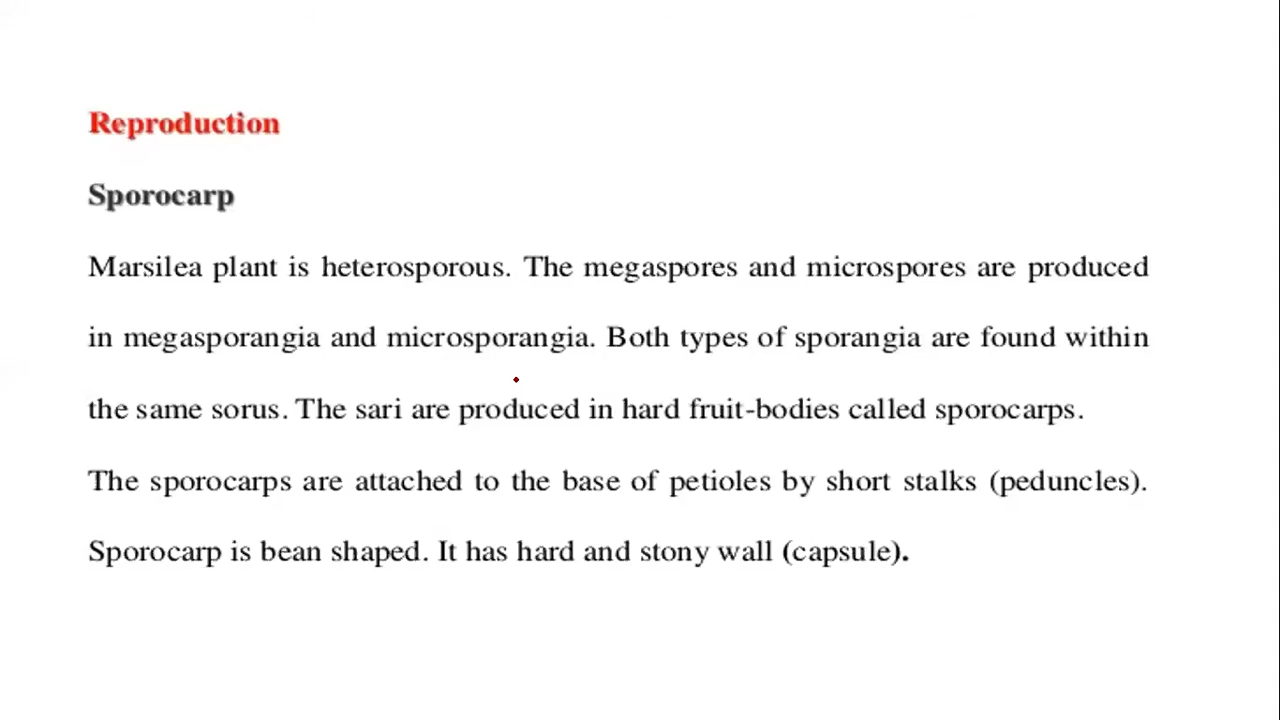 Reproduction
Sporocarp
Marsilea plant is heterosporous. The megaspores and microspores are produced
in megasporangia and microsporangia. Both types of sporangia are found within
the same sorus. The sari are produced in hard fruit-bodies called sporocarps.
The sporocarps are attached to the base of petioles by short stalks (peduncles).
Sporocarp is bean shaped. It has hard and stony wall (capsule).